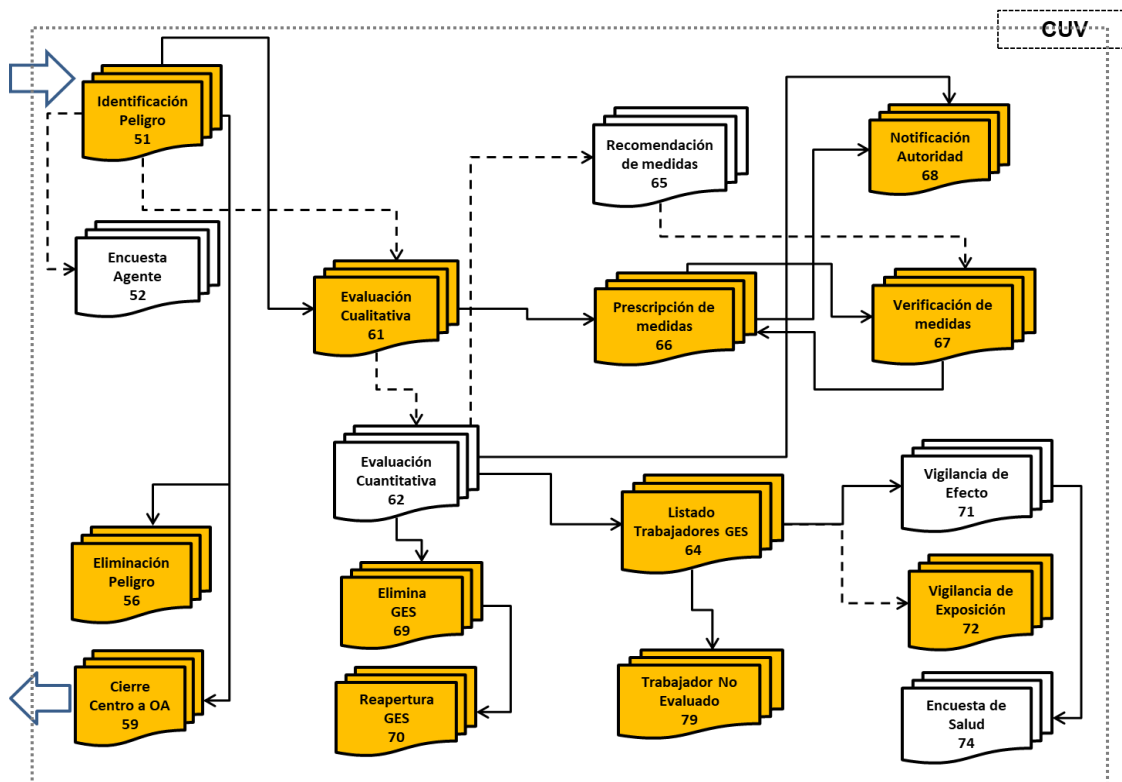 CUV
Identificación
Peligro
51
Recomendación
de medidas
65
Notificación
Autoridad
68
Encuesta
Agente
52
Evaluación
Cualitativa
61
Prescripción de
medidas
66
Verificación de
medidas
67
Evaluación
Cuantitativa
62
Listado
Trabajadores GES
64
Vigilancia de
Efecto
71
Eliminación
Peligro
56
Elimina
GES
69
Vigilancia de
Exposición
72
Cierre
Centro a OA
59
Reapertura
GES
70
Trabajador No
Evaluado
79
Encuesta de
Salud
74